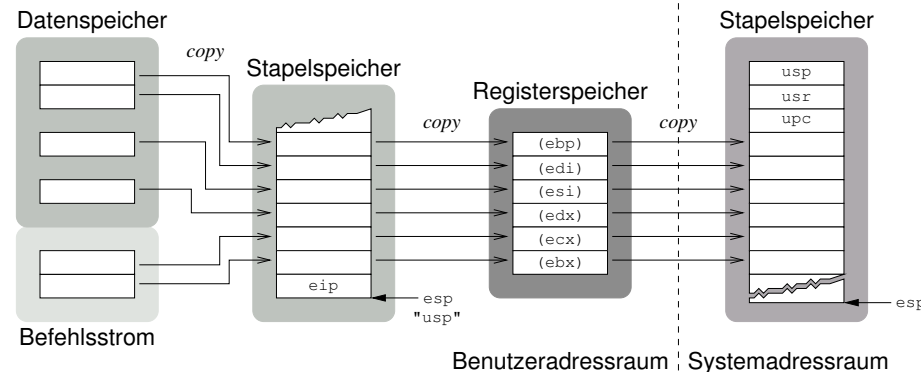 Datenspeicher
copy
Stapelspeicher
eip
esp
"usp"
Befehlsstrom
copy
Registerspeicher
(ebp)
(edi)
(esi)
(edx)
(ecx)
(ebx)
copy
Stapelspeicher
usp
usr
upc
esp
Benutzeradressraum
Systemadressraum